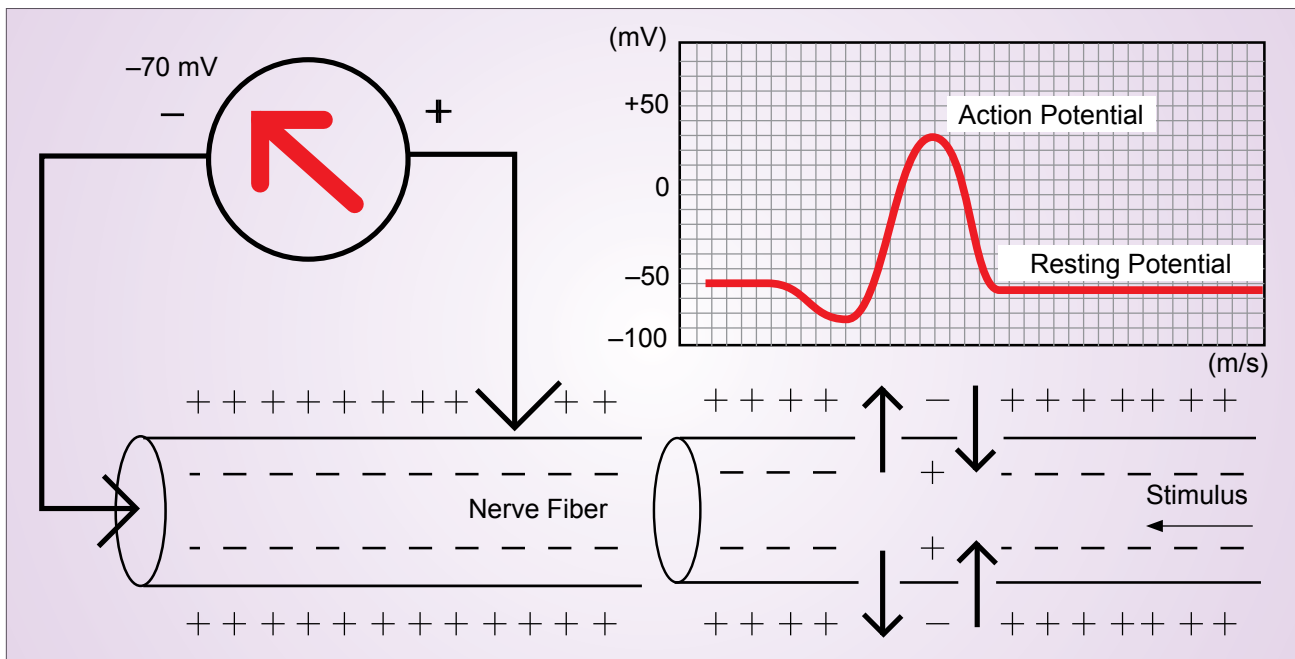 –70 mV
– +
(mV)
+50
0
–50
–100
Action Potential
Resting Potential
(m/s)
+ + + + + + + + + +
+ + + + – + + + + + +
– – – – – – – – – – – –
– – – – + – – – – – – –
Nerve Fiber
Stimulus
– – – – – – – – – – – –
– – – – + – – – – – – –
+ + + + + + + + + + + +
+ + + + – + + + + + +